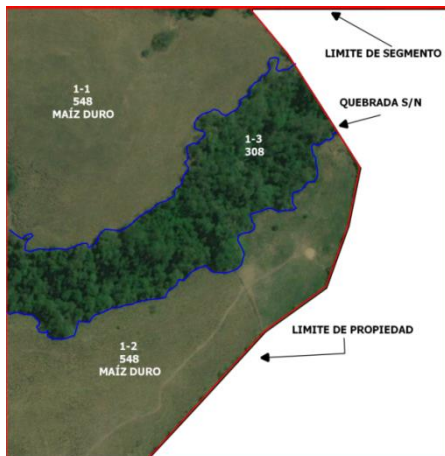 LIMITE DE SEGMENTO
1-1
548
MAÍZ DURO
QUEBRADA S/N
1-3
308
LIMITE DE PROPIEDAD
1-2
548
MAÍZ DURO